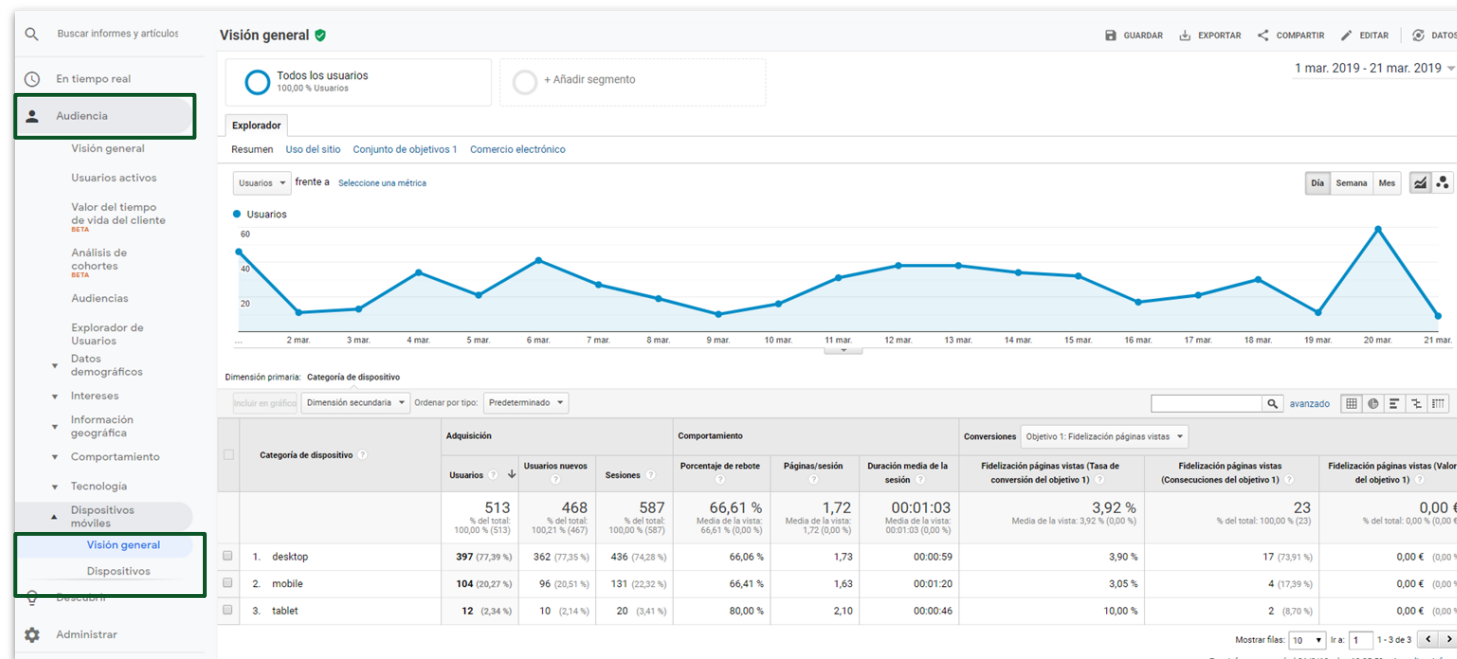 Buscar informes y artículos
En tiempo real
Audiencia
Visión general
Usuarios activos
Valor del tiempo
de vida del cliente
BETA
Análisis de
cohortes
BETA
Audiencias
Explorador de
Usuarios
Datos
demográficos
Intereses
Información
geográfica
Comportamiento
Tecnología
Dispositivos
móviles
Visión general
Dispositivos
Descubrir
Administrar
Visión general
GUARDAR EXPORTAR COMPARTIR EDITAR DATOS
1 mar. 2019 - 21 mar. 2019
Todos los usuarios
100,00 % Usuarios
+ Añadir segmento
Explorador
Resumen Uso del sitio Conjunto de objetivos 1 Comercio electrónico
Usuarios frente a Seleccione una métrica
Día Semana Mes
Usuarios
60
40
20
... 2 mar. 3 mar. 4 mar. 5 mar. 6 mar. 7 mar. 8 mar. 9 mar. 10 mar. 11 mar. 12 mar. 13 mar. 14 mar. 15 mar. 16 mar. 17 mar. 18 mar. 19 mar. 20 mar. 21 mar.
Dimensión primaria: Categoría de dispositivo
Incluir en gráfico Dimensión secundaria Ordenar por tipo: Predeterminado avanzado
Categoría de dispositivo ?
Adquisición Comportamiento Conversiones Objetivo 1: Fidelización páginas vistas
Usuarios ? Usuarios nuevos ? Sesiones ? Porcentaje de rebote ? Páginas/sesión ? Duración media de la sesión ? Fidelización páginas vistas (Tasa de conversión del objetivo 1) ? Fidelización páginas vistas (Consecuciones del objetivo 1) ? Fidelización páginas vistas (Valor del objetivo 1) ?
513 468 587 66,61 % 1,72 00:01:03 3,92 % 23 0,00 €
% del total: % del total: % del total: Media de la vista: Media de la vista: Media de la vista: Media de la vista: 3,92 % (0,00 %) % del total: 100,00 % (23) % del total: 0,00 % (0,00 €
100,00 % (513) 100,21 % (467) 100,00 % (587) 66,61 % (0,00 %) 1,72 (0,00 %) 00:01:03 (0,00 %)
1. desktop 397 (77,39 %) 362 (77,35 %) 436 (74,28 %) 66,06 % 1,73 00:00:59 3,90 % 17 (73,91 %) 0,00 € (0,00 %
2. mobile 104 (20,27 %) 96 (20,51 %) 131 (22,32 %) 66,41 % 1,63 00:01:20 3,05 % 4 (17,39 %) 0,00 € (0,00 %
3. tablet 12 (2,34 %) 10 (2,14 %) 20 (3,41 %) 80,00 % 2,10 00:00:46 10,00 % 2 (8,70 %) 0,00 € (0,00 %
Mostrar filas: 10 Ir a: 1 1 - 3 de 3